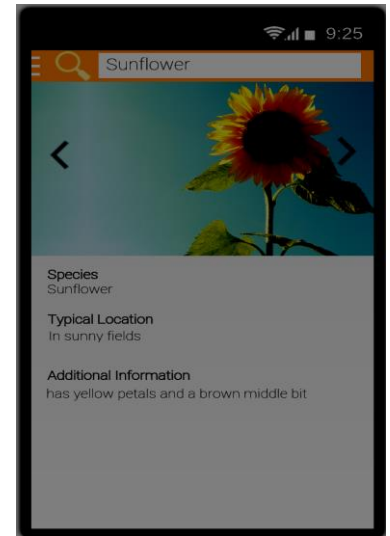 9:25
Sunflower
Species
Sunflower
Typical Location
In sunny fields
Additional Information
has yellow petals and a brown middle bit